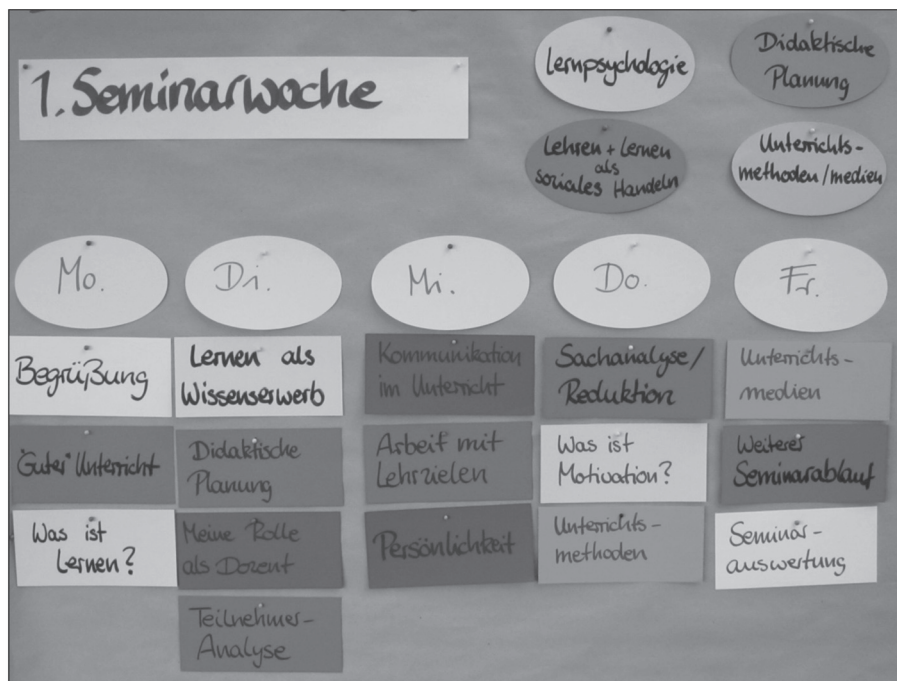 1. Seminarwoche
Lernpsychologie
Didaktische
Planung
Lehren + Lernen
als
soziales Handeln
Unterrichts-
methoden/medien
Mo.
Di.
Mi.
Do.
Fr.
Begrüßung
"Guter" Unterricht
Was ist
Lernen?
Lernen als
Wissenserwerb
Didaktische
Planung
Meine Rolle
als Dozent
Teilnehmer-
Analyse
Kommunikation
im Unterricht
Arbeit mit
Lehrzielen
Persönlichkeit
Sachanalyse/
Reduktion
Was ist
Motivation?
Unterrichts-
methoden
Unterrichts-
medien
Weiterer
Seminarablauf
Seminar-
auswertung